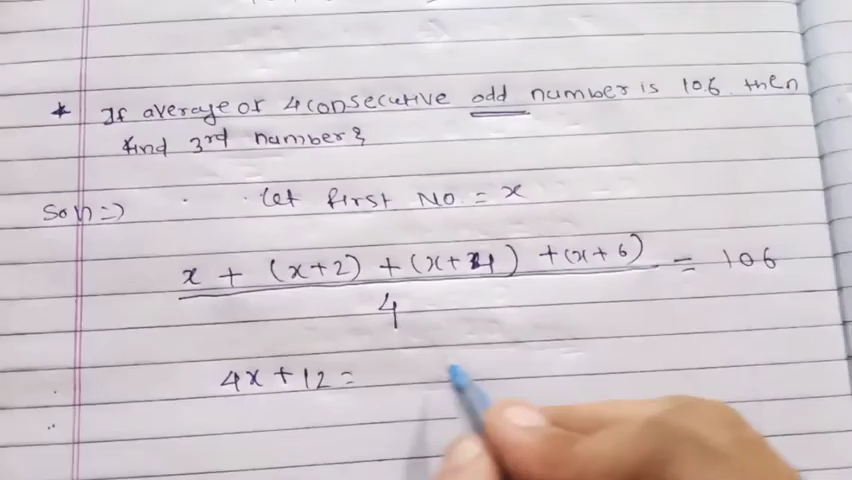 * If average of 4 consecutive odd number is 106 then
find 3rd number?
Soln => Let first No. = x
x + (x+2) + (x+4) + (x+6) = 106
4
4x + 12 =